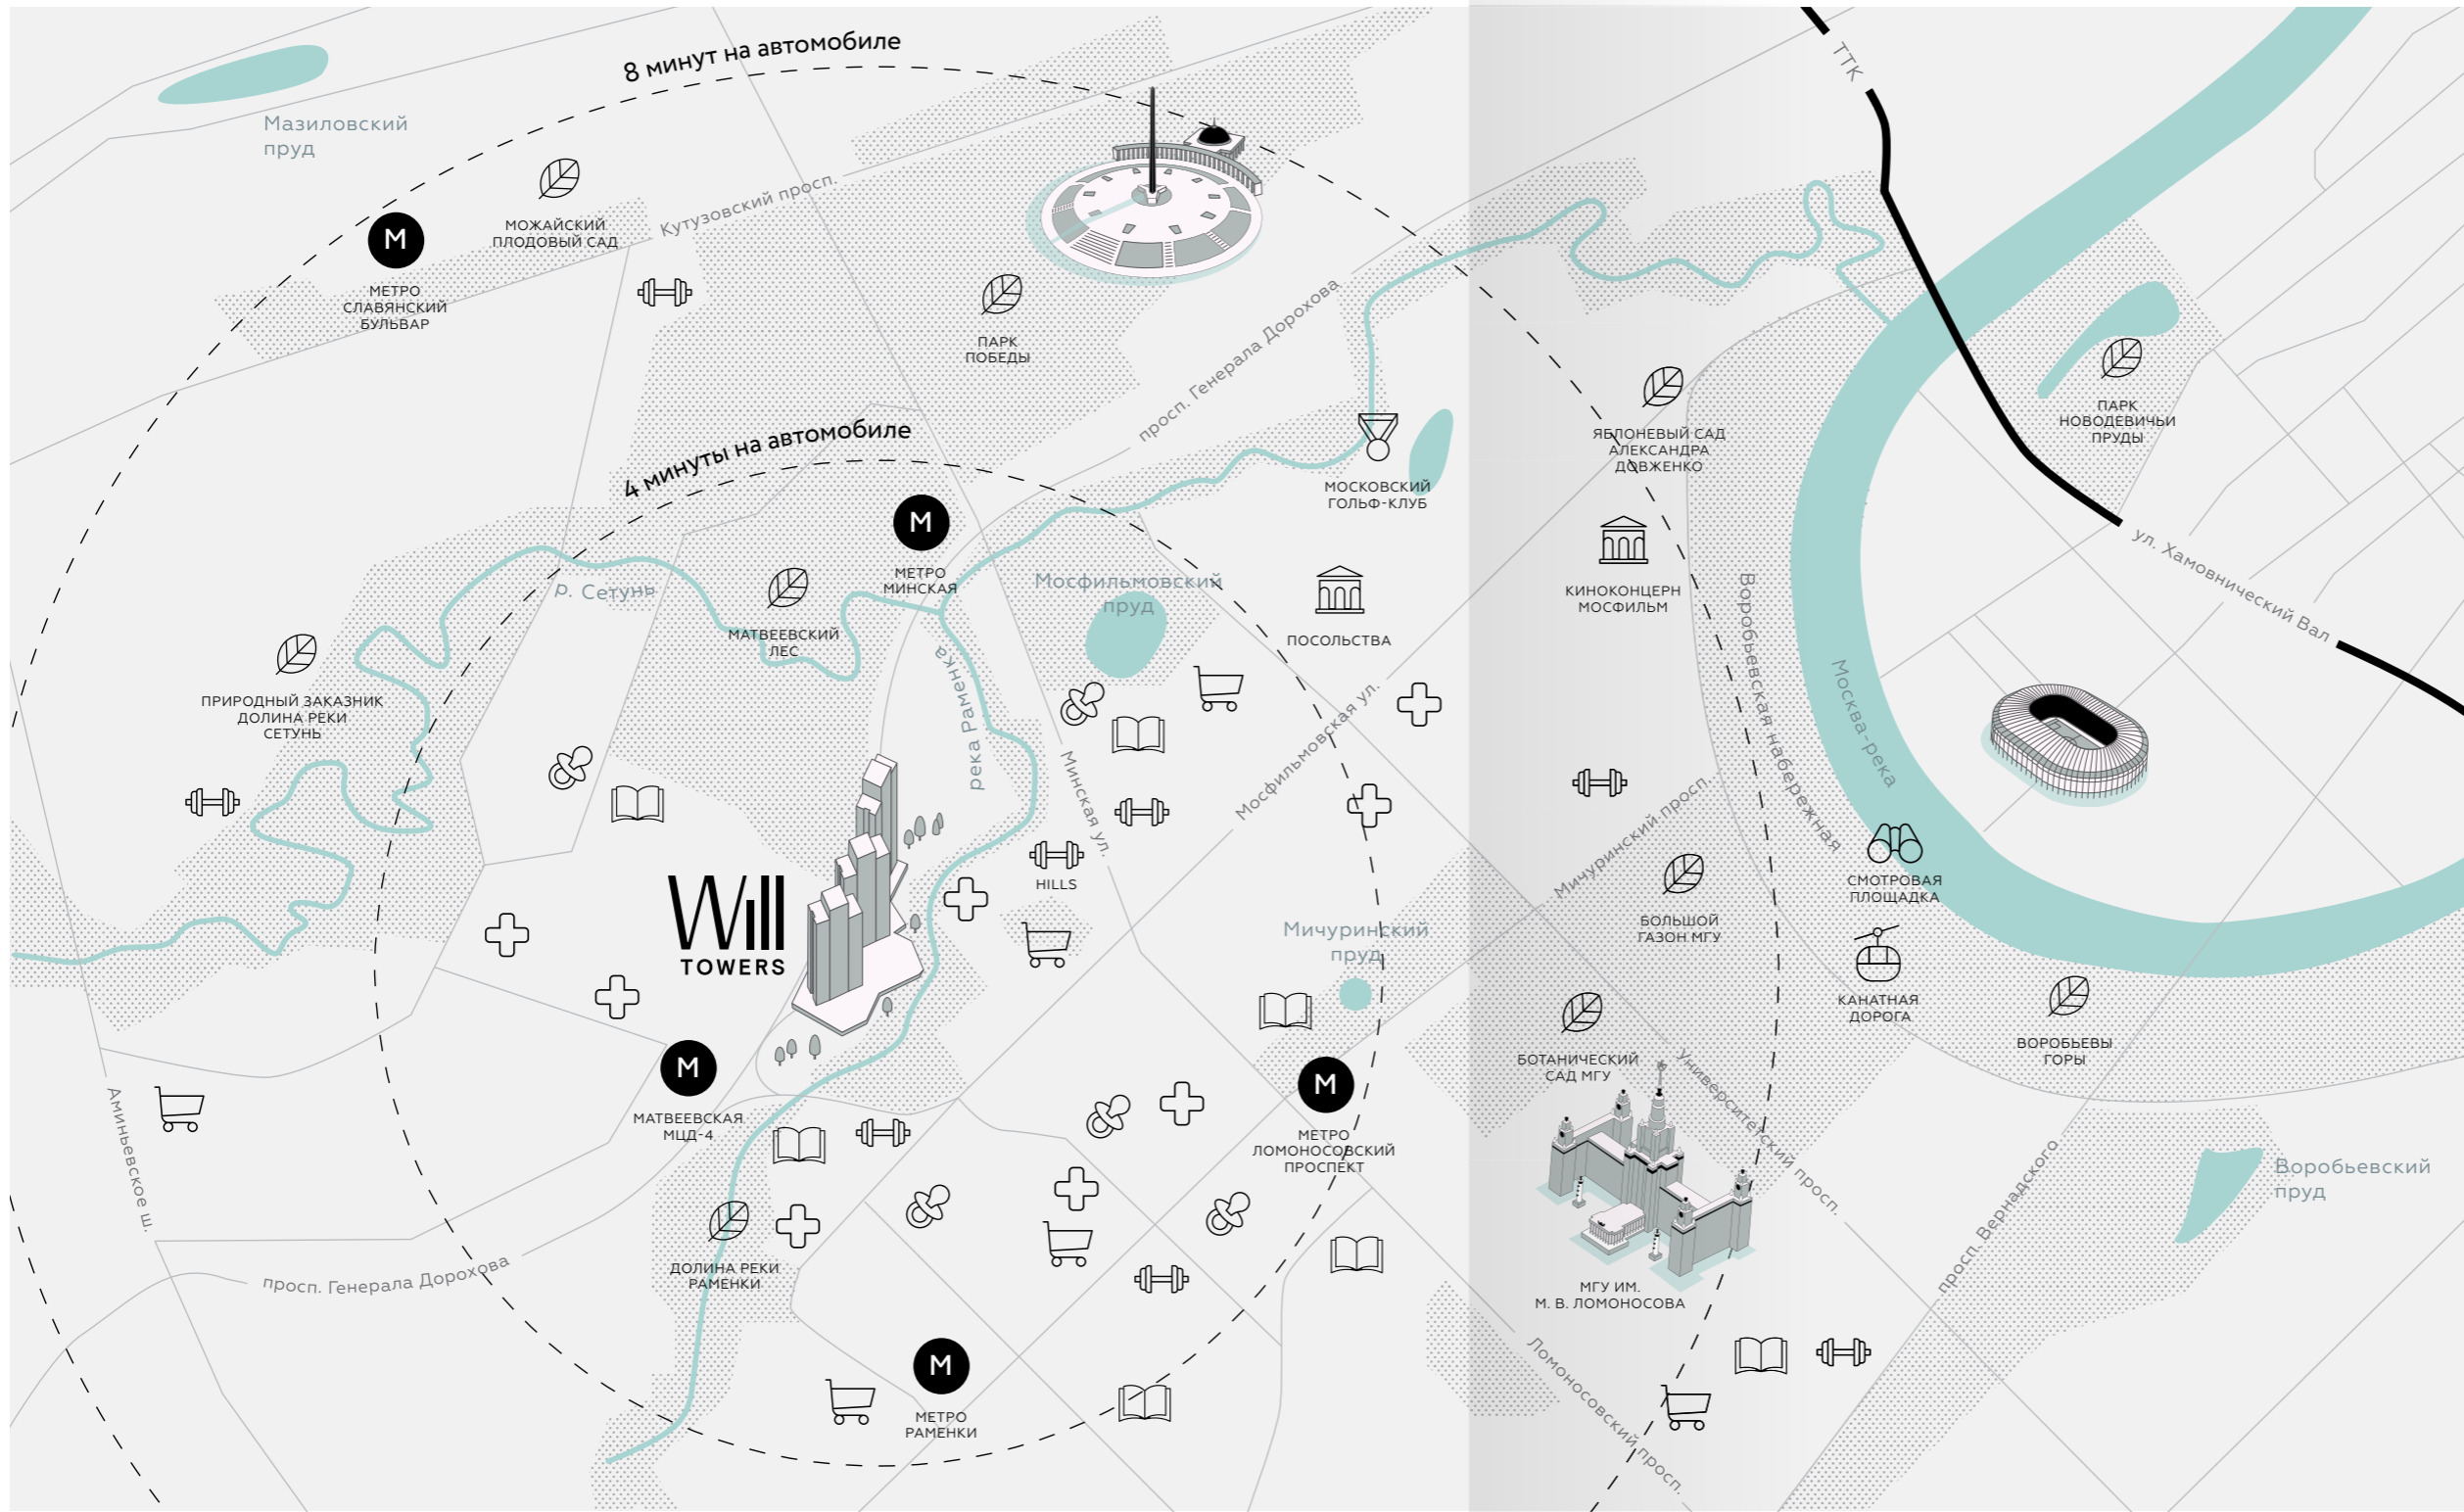 8 минут на автомобиле
ТТК
Мазиловский
пруд
МОЖАЙСКИЙ
ПЛОДОВЫЙ САД
Кутузовский просп.
М
МЕТРО
СЛАВЯНСКИЙ
БУЛЬВАР
ПАРК
ПОБЕДЫ
просп. Генерала Дорохова
ЯБЛОНЕВЫЙ САД
АЛЕКСАНДРА
ДОВЖЕНКО
ПАРК
НОВОДЕВИЧЬИ
ПРУДЫ
4 минуты на автомобиле
МОСКОВСКИЙ
ГОЛЬФ-КЛУБ
М
МЕТРО
МИНСКАЯ
ул. Хамовнический Вал
р. Сетунь
Мосфильмовский
пруд
КИНОКОНЦЕРН
МОСФИЛЬМ
МАТВЕЕВСКИЙ
ЛЕС
ПОСОЛЬСТВА
Воробьевская набережная
Москва-река
река Раменка
ПРИРОДНЫЙ ЗАКАЗНИК
ДОЛИНА РЕКИ
СЕТУНЬ
Минская ул.
Мосфильмовская ул.
Мичуринский просп.
HILLS
СМОТРОВАЯ
ПЛОЩАДКА
Will
TOWERS
БОЛЬШОЙ
ГАЗОН МГУ
Мичуринский
пруд
КАНАТНАЯ
ДОРОГА
ВОРОБЬЕВЫ
ГОРЫ
БОТАНИЧЕСКИЙ
САД МГУ
Университетский просп.
М
МАТВЕЕВСКАЯ
МЦД-4
М
МЕТРО
ЛОМОНОСОВСКИЙ
ПРОСПЕКТ
Аминьевское ш.
просп. Вернадского
Воробьевский
пруд
ДОЛИНА РЕКИ
РАМЕНКИ
просп. Генерала Дорохова
МГУ ИМ.
М. В. ЛОМОНОСОВА
Ломоносовский просп.
М
МЕТРО
РАМЕНКИ